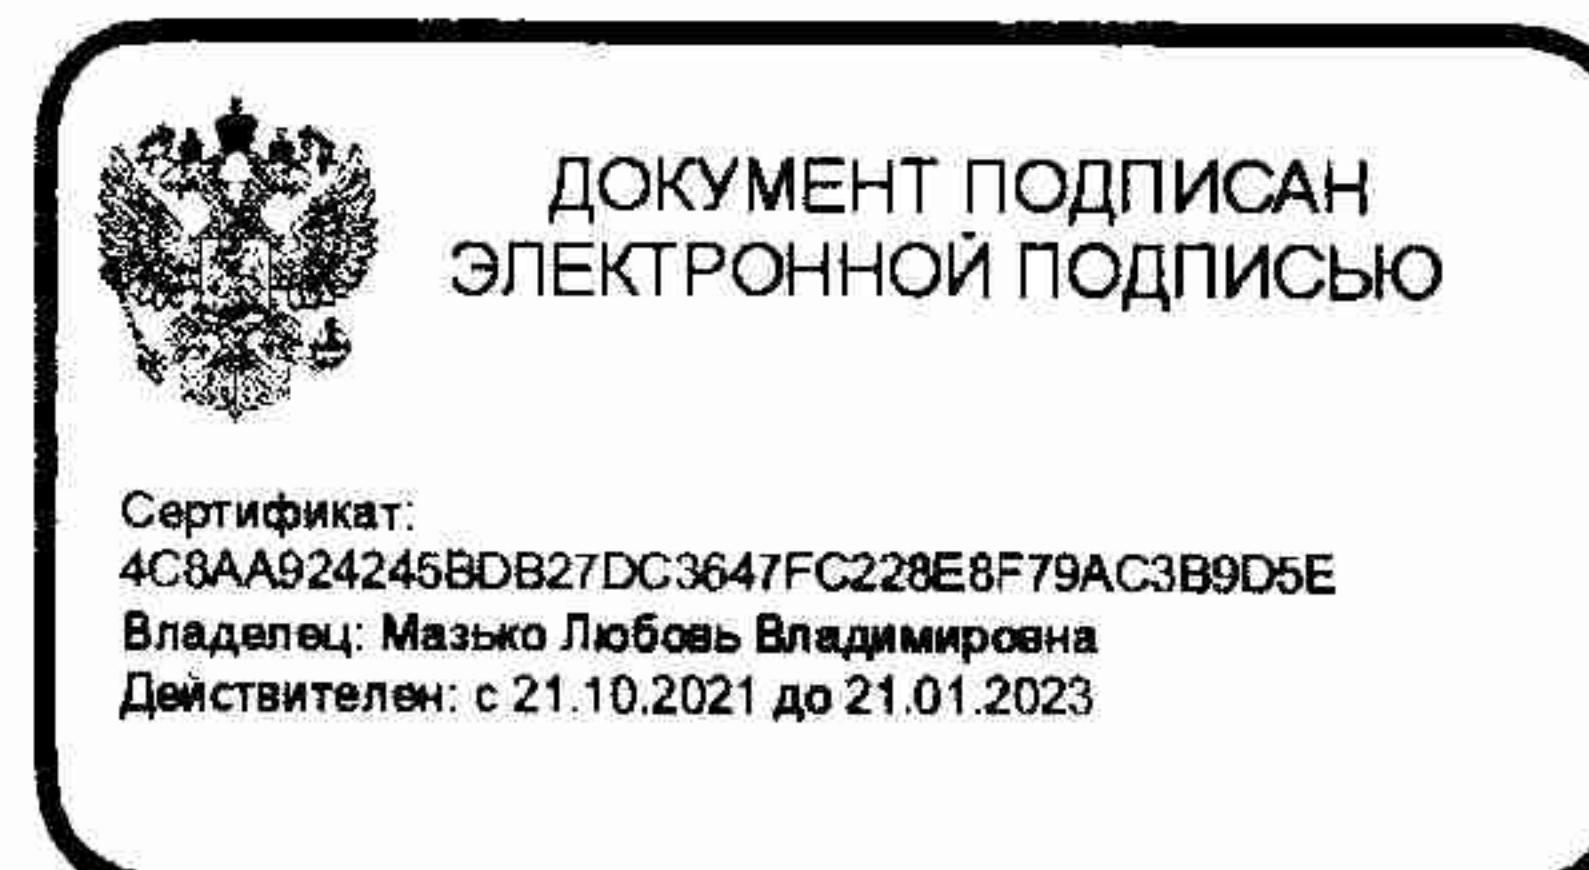 ДОКУМЕНТ ПОДПИСАН
ЭЛЕКТРОННОЙ ПОДПИСЬЮ
Сертификат:
4C8AA924245BDB27DC3647FC228E8F79AC3B9D5E
Владелец: Мазько Любовь Владимировна
Действителен: с 21.10.2021 до 21.01.2023